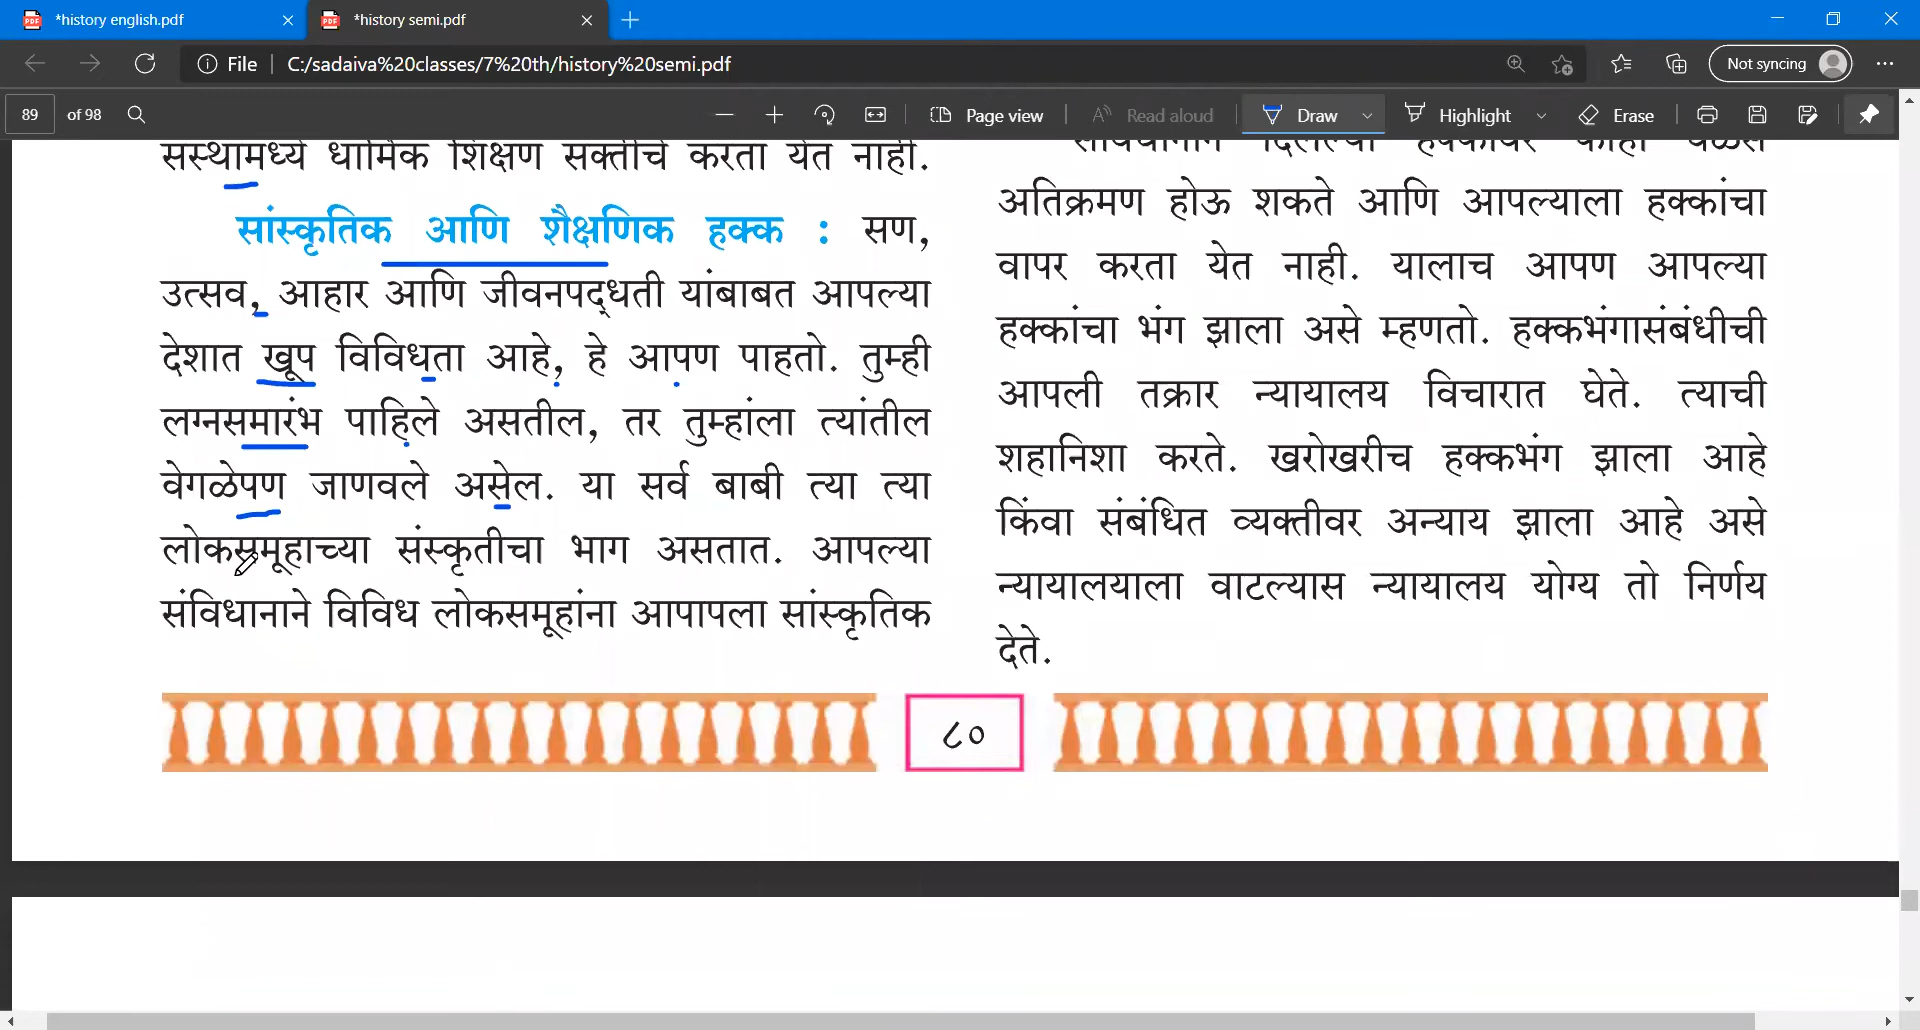 *history english.pdf
*history semi.pdf
File
C:/sadaiva%20classes/7%20th/history%20semi.pdf
Not syncing
89 of 98
Page view
Read aloud
Draw
Highlight
Erase
संस्थांमध्ये धार्मिक शिक्षण सक्तीचे करता येत नाही.
सांस्कृतिक आणि शैक्षणिक हक्क : सण,
उत्सव, आहार आणि जीवनपद्धती यांबाबत आपल्या
देशात खूप विविधता आहे, हे आपण पाहतो. तुम्ही
लग्नसमारंभ पाहिले असतील, तर तुम्हांला त्यांतील
वेगळेपण जाणवले असेल. या सर्व बाबी त्या त्या
लोकसमूहाच्या संस्कृतीचा भाग असतात. आपल्या
संविधानाने विविध लोकसमूहांना आपापला सांस्कृतिक
संविधानाने दिलेल्या हक्कांवर काही वेळेस
अतिक्रमण होऊ शकते आणि आपल्याला हक्कांचा
वापर करता येत नाही. यालाच आपण आपल्या
हक्कांचा भंग झाला असे म्हणतो. हक्कभंगासंबंधीची
आपली तक्रार न्यायालय विचारात घेते. त्याची
शहानिशा करते. खरोखरीच हक्कभंग झाला आहे
किंवा संबंधित व्यक्तीवर अन्याय झाला आहे असे
न्यायालयाला वाटल्यास न्यायालय योग्य तो निर्णय
देते.
८०